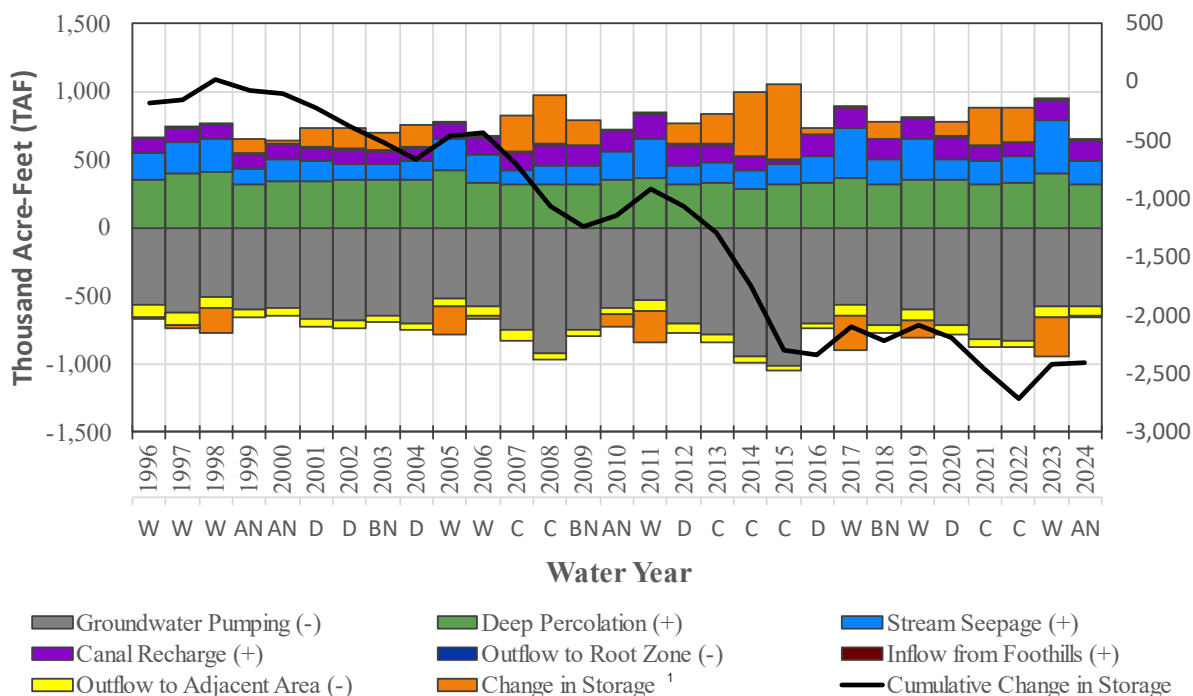 Thousand Acre-Feet (TAF)
1,500
1,000
500
0
-500
-1,000
-1,500
500
0
-500
-1,000
-1,500
-2,000
-2,500
-3,000
1996 1997 1998 1999 2000 2001 2002 2003 2004 2005 2006 2007 2008 2009 2010 2011 2012 2013 2014 2015 2016 2017 2018 2019 2020 2021 2022 2023 2024
W W W AN AN D D BN D W W C C BN AN W D C C C D W BN W D C C W AN
Water Year
Groundwater Pumping (-) Deep Percolation (+) Stream Seepage (+)
Canal Recharge (+) Outflow to Root Zone (-) Inflow from Foothills (+)
Outflow to Adjacent Area (-) Change in Storage ¹ Cumulative Change in Storage